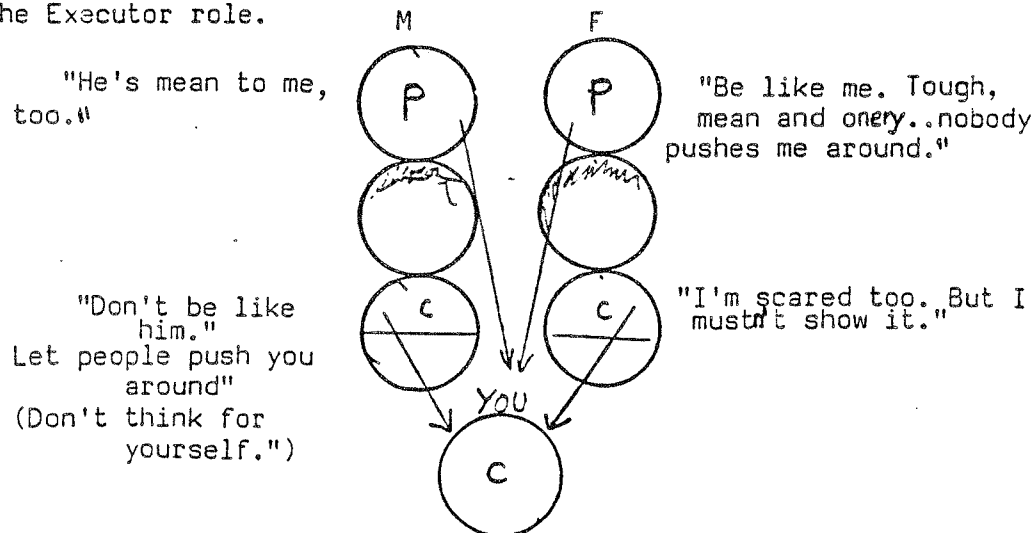 he Executor role.
M F
"He's mean to me,
too."
P P
"Be like me. Tough,
mean and onery..nobody
pushes me around."
"Don't be like
him."
Let people push you
around"
(Don't think for
yourself.")
C C
"I'm scared too. But I
mustn't show it."
YOU
C